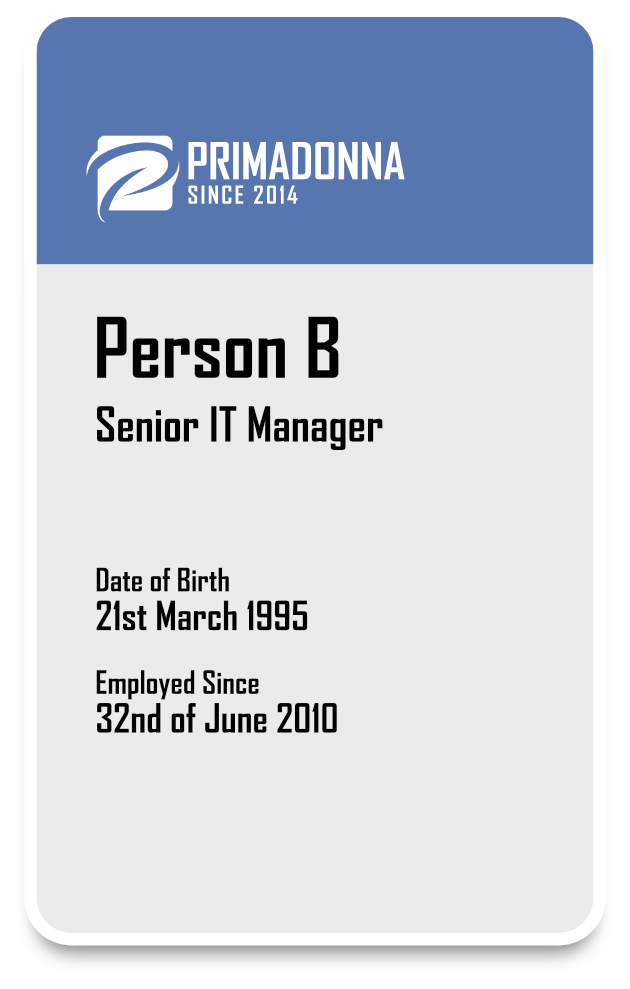 PRIMADONNA
SINCE 2014
Person B
Senior IT Manager
Date of Birth
21st March 1995
Employed Since
32nd of June 2010